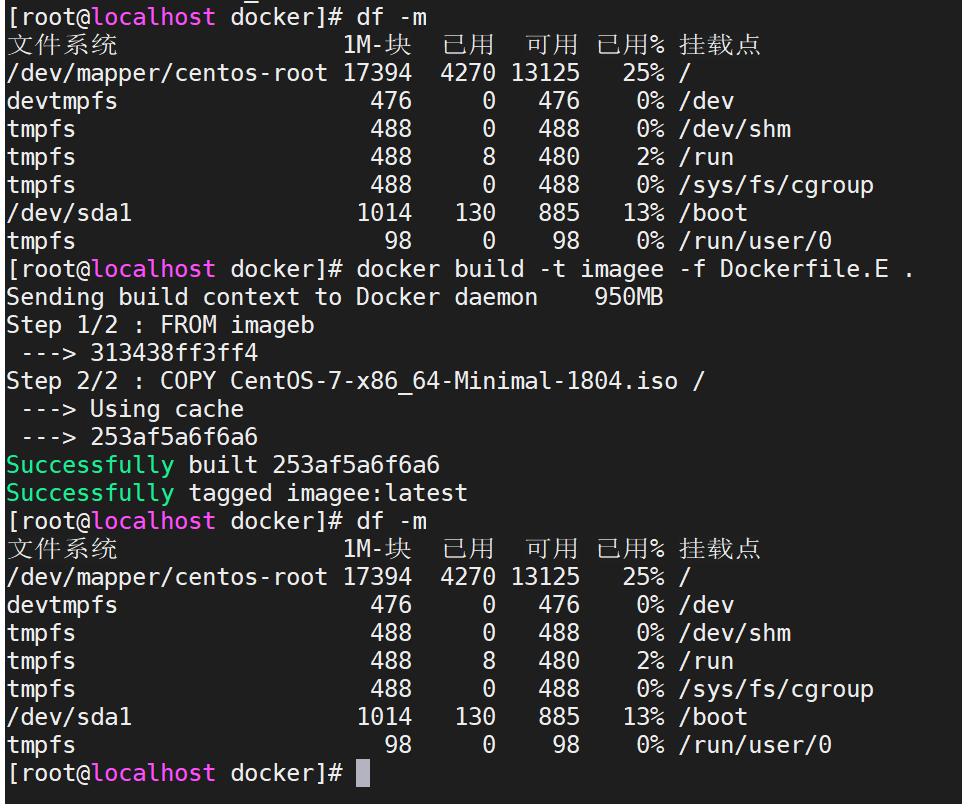 [root@localhost docker]# df -m
文件系统                1M-块  已用  可用 已用% 挂载点
/dev/mapper/centos-root 17394  4270 13125   25% /
devtmpfs                  476     0   476    0% /dev
tmpfs                     488     0   488    0% /dev/shm
tmpfs                     488     8   480    2% /run
tmpfs                     488     0   488    0% /sys/fs/cgroup
/dev/sda1                1014   130   885   13% /boot
tmpfs                      98     0    98    0% /run/user/0
[root@localhost docker]# docker build -t imagee -f Dockerfile.E .
Sending build context to Docker daemon    950MB
Step 1/2 : FROM imageb
 ---> 313438ff3ff4
Step 2/2 : COPY CentOS-7-x86_64-Minimal-1804.iso /
 ---> Using cache
 ---> 253af5a6f6a6
Successfully built 253af5a6f6a6
Successfully tagged imagee:latest
[root@localhost docker]# df -m
文件系统                1M-块  已用  可用 已用% 挂载点
/dev/mapper/centos-root 17394  4270 13125   25% /
devtmpfs                  476     0   476    0% /dev
tmpfs                     488     0   488    0% /dev/shm
tmpfs                     488     8   480    2% /run
tmpfs                     488     0   488    0% /sys/fs/cgroup
/dev/sda1                1014   130   885   13% /boot
tmpfs                      98     0    98    0% /run/user/0
[root@localhost docker]#